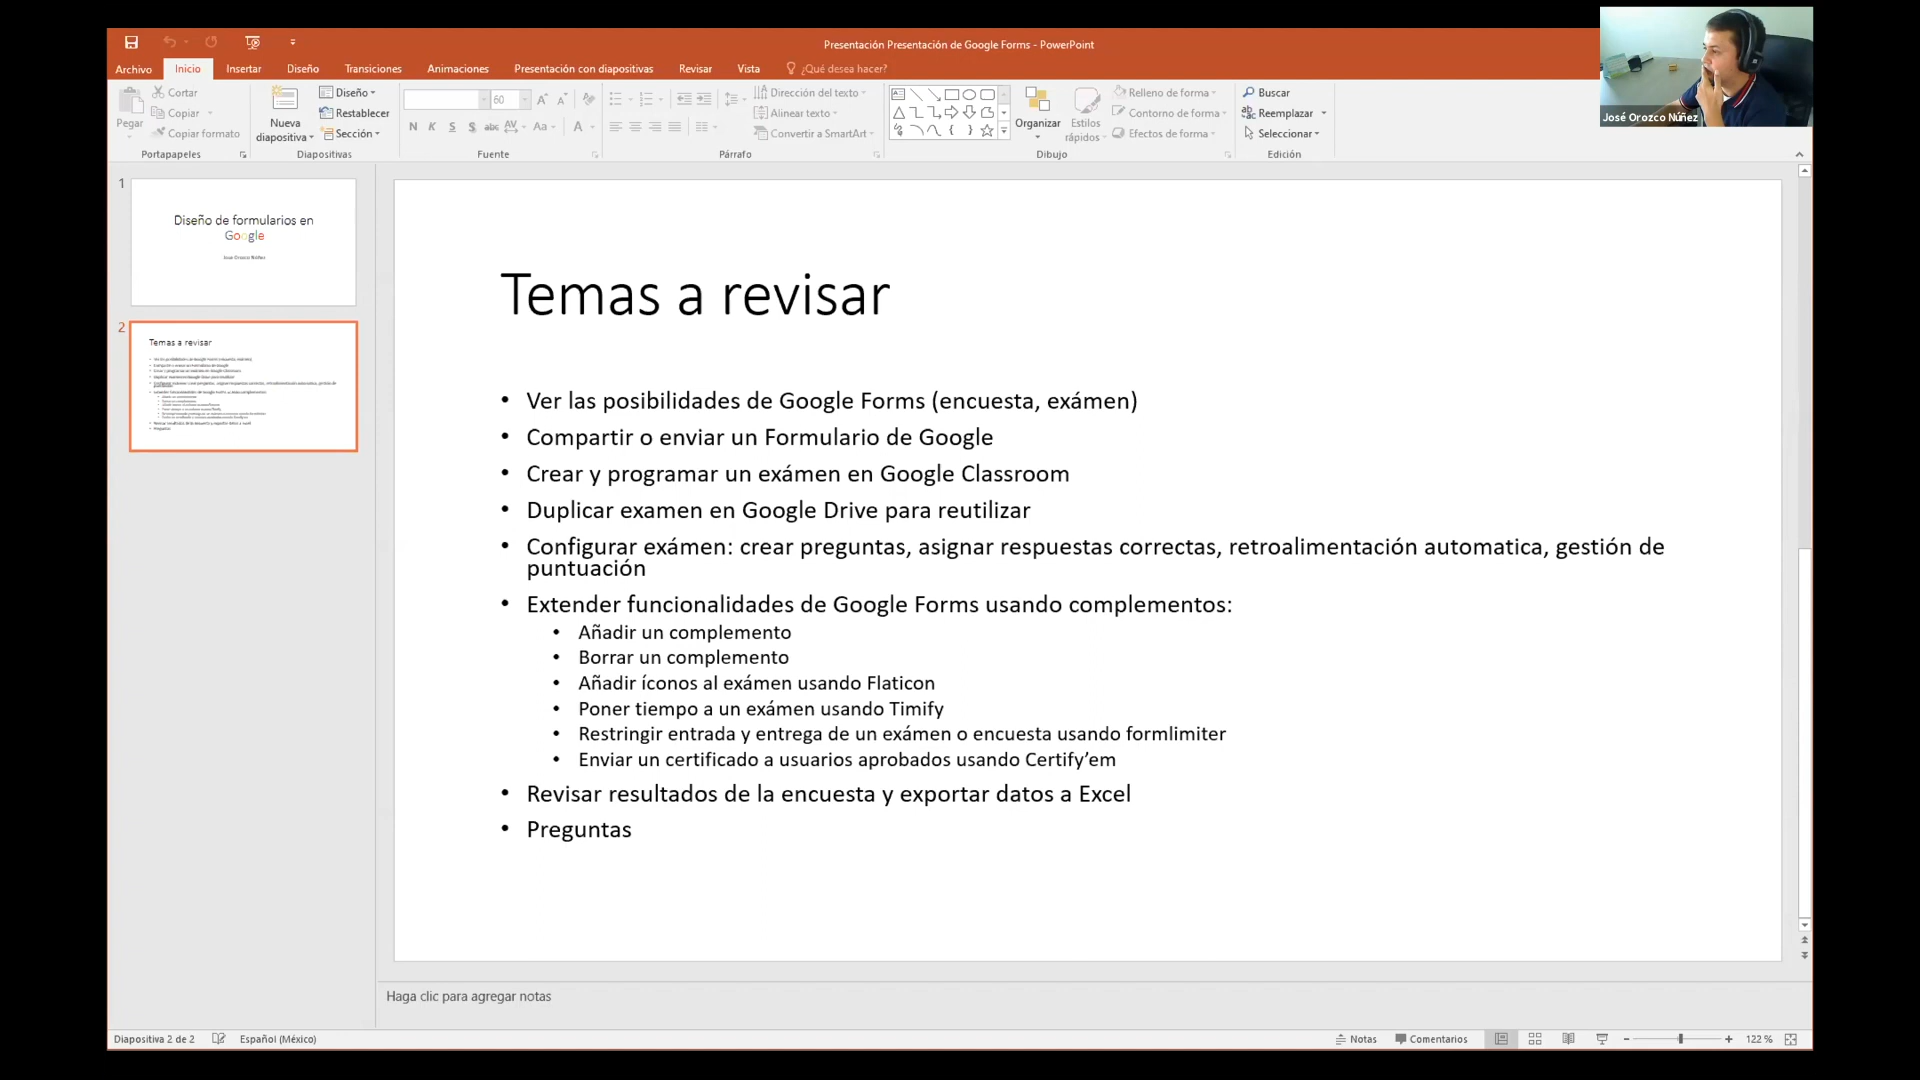 Presentación Presentación de Google Forms - PowerPoint
Archivo Inicio Insertar Diseño Transiciones Animaciones Presentación con diapositivas Revisar Vista ¿Qué desea hacer?
José Orozco Núñez
Pegar
Cortar
Copiar
Copiar formato
Portapapeles
Nueva
diapositiva
Diseño
Restablecer
Sección
Diapositivas
60
N K S S abc AV Aa A
Fuente
Dirección del texto
Alinear texto
Convertir a SmartArt
Párrafo
Organizar
Estilos
rápidos
Relleno de forma
Contorno de forma
Efectos de forma
Dibujo
Buscar
Reemplazar
Seleccionar
Edición
1
Diseño de formularios en
Google
José Orozco Núñez
2
Temas a revisar
Temas a revisar
• Ver las posibilidades de Google Forms (encuesta, exámen)
• Compartir o enviar un Formulario de Google
• Crear y programar un exámen en Google Classroom
• Duplicar examen en Google Drive para reutilizar
• Configurar exámen: crear preguntas, asignar respuestas correctas, retroalimentación automatica, gestión de
puntuación
• Extender funcionalidades de Google Forms usando complementos:
• Añadir un complemento
• Borrar un complemento
• Añadir íconos al exámen usando Flaticon
• Poner tiempo a un exámen usando Timify
• Restringir entrada y entrega de un exámen o encuesta usando formlimiter
• Enviar un certificado a usuarios aprobados usando Certify’em
• Revisar resultados de la encuesta y exportar datos a Excel
• Preguntas
Haga clic para agregar notas
Diapositiva 2 de 2 Español (México) Notas Comentarios 122 %